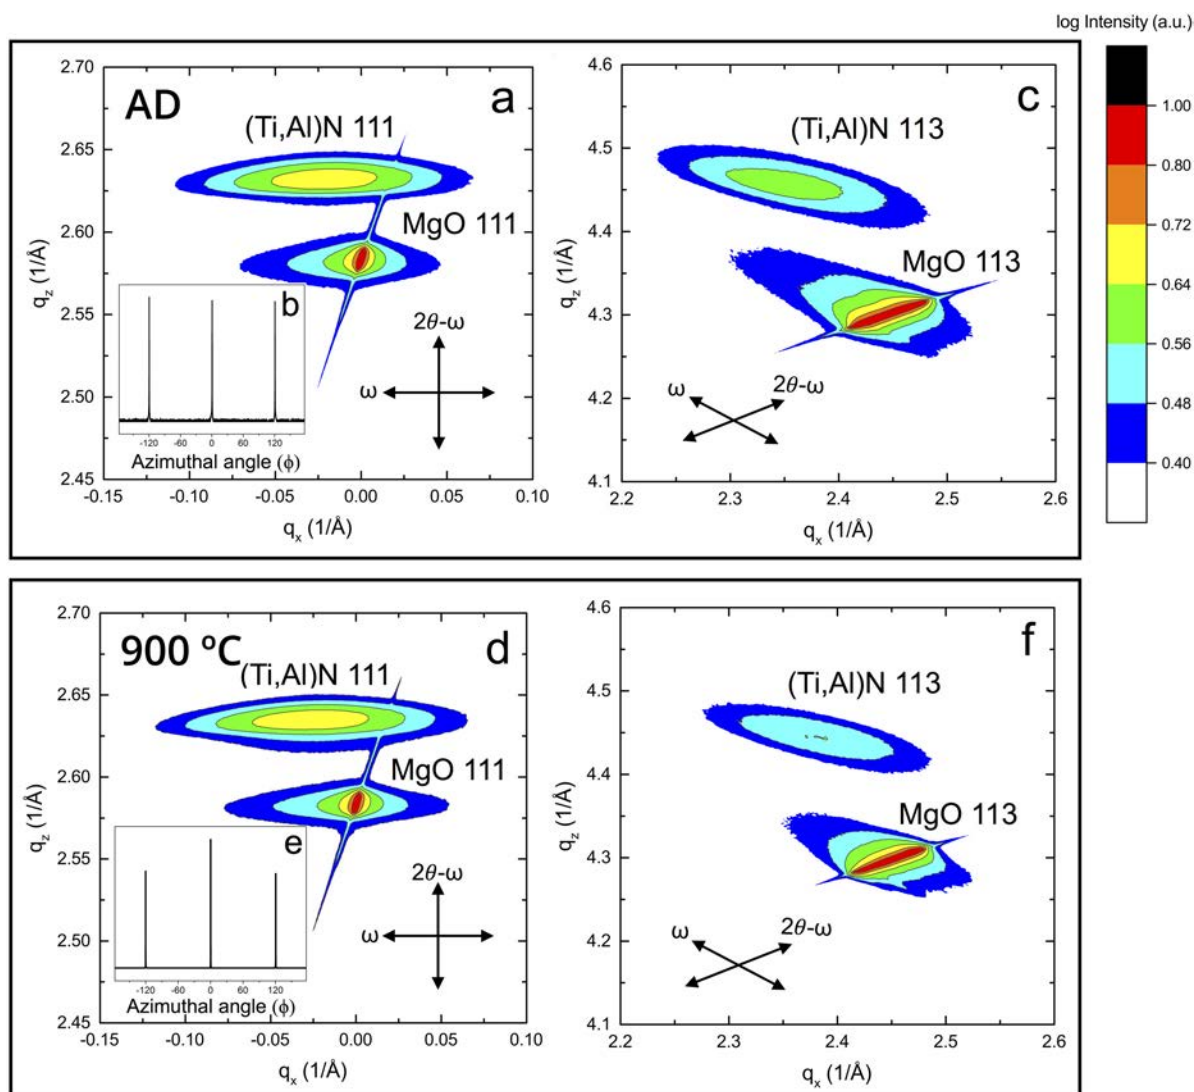 log Intensity (a.u.)
1.00
0.80
0.72
0.64
0.56
0.48
0.40
AD
a
(Ti,Al)N 111
MgO 111
2.70
2.65
2.60
2.55
2.50
2.45
q_z (1/Å)
-0.15 -0.10 -0.05 0.00 0.05 0.10
q_x (1/Å)
2θ-ω
ω
b
-120 -60 0 60 120
Azimuthal angle (ϕ)
c
(Ti,Al)N 113
MgO 113
4.6
4.5
4.4
4.3
4.2
4.1
q_z (1/Å)
2.2 2.3 2.4 2.5 2.6
q_x (1/Å)
ω
2θ-ω
900 ºC
d
(Ti,Al)N 111
MgO 111
2.70
2.65
2.60
2.55
2.50
2.45
q_z (1/Å)
-0.15 -0.10 -0.05 0.00 0.05 0.10
q_x (1/Å)
2θ-ω
ω
e
-120 -60 0 60 120
Azimuthal angle (ϕ)
f
(Ti,Al)N 113
MgO 113
4.6
4.5
4.4
4.3
4.2
4.1
q_z (1/Å)
2.2 2.3 2.4 2.5 2.6
q_x (1/Å)
ω
2θ-ω